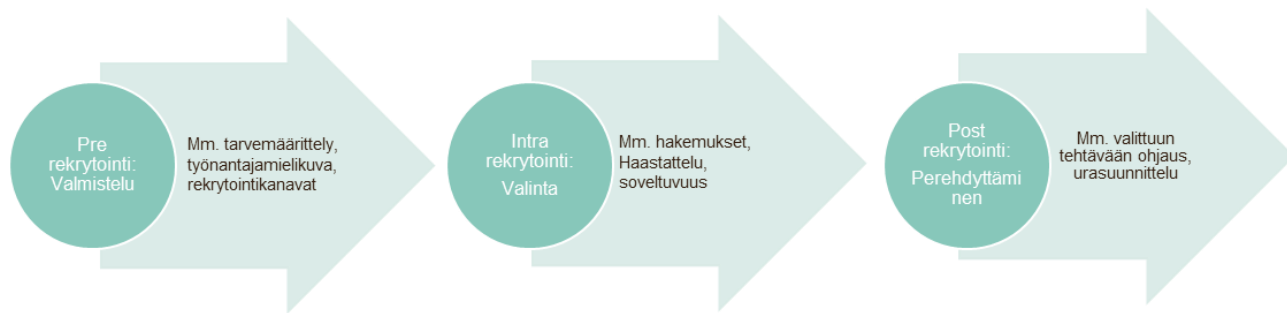 Pre
rekrytointi:
Valmistelu
Mm. tarvemäärittely,
työnantajamielikuva,
rekrytointikanavat
Intra
rekrytointi:
Valinta
Mm. hakemukset,
Haastattelu,
soveltuvuus
Post
rekrytointi:
Perehdyttämi
nen
Mm. valittuun
tehtävään ohjaus,
urasuunnittelu